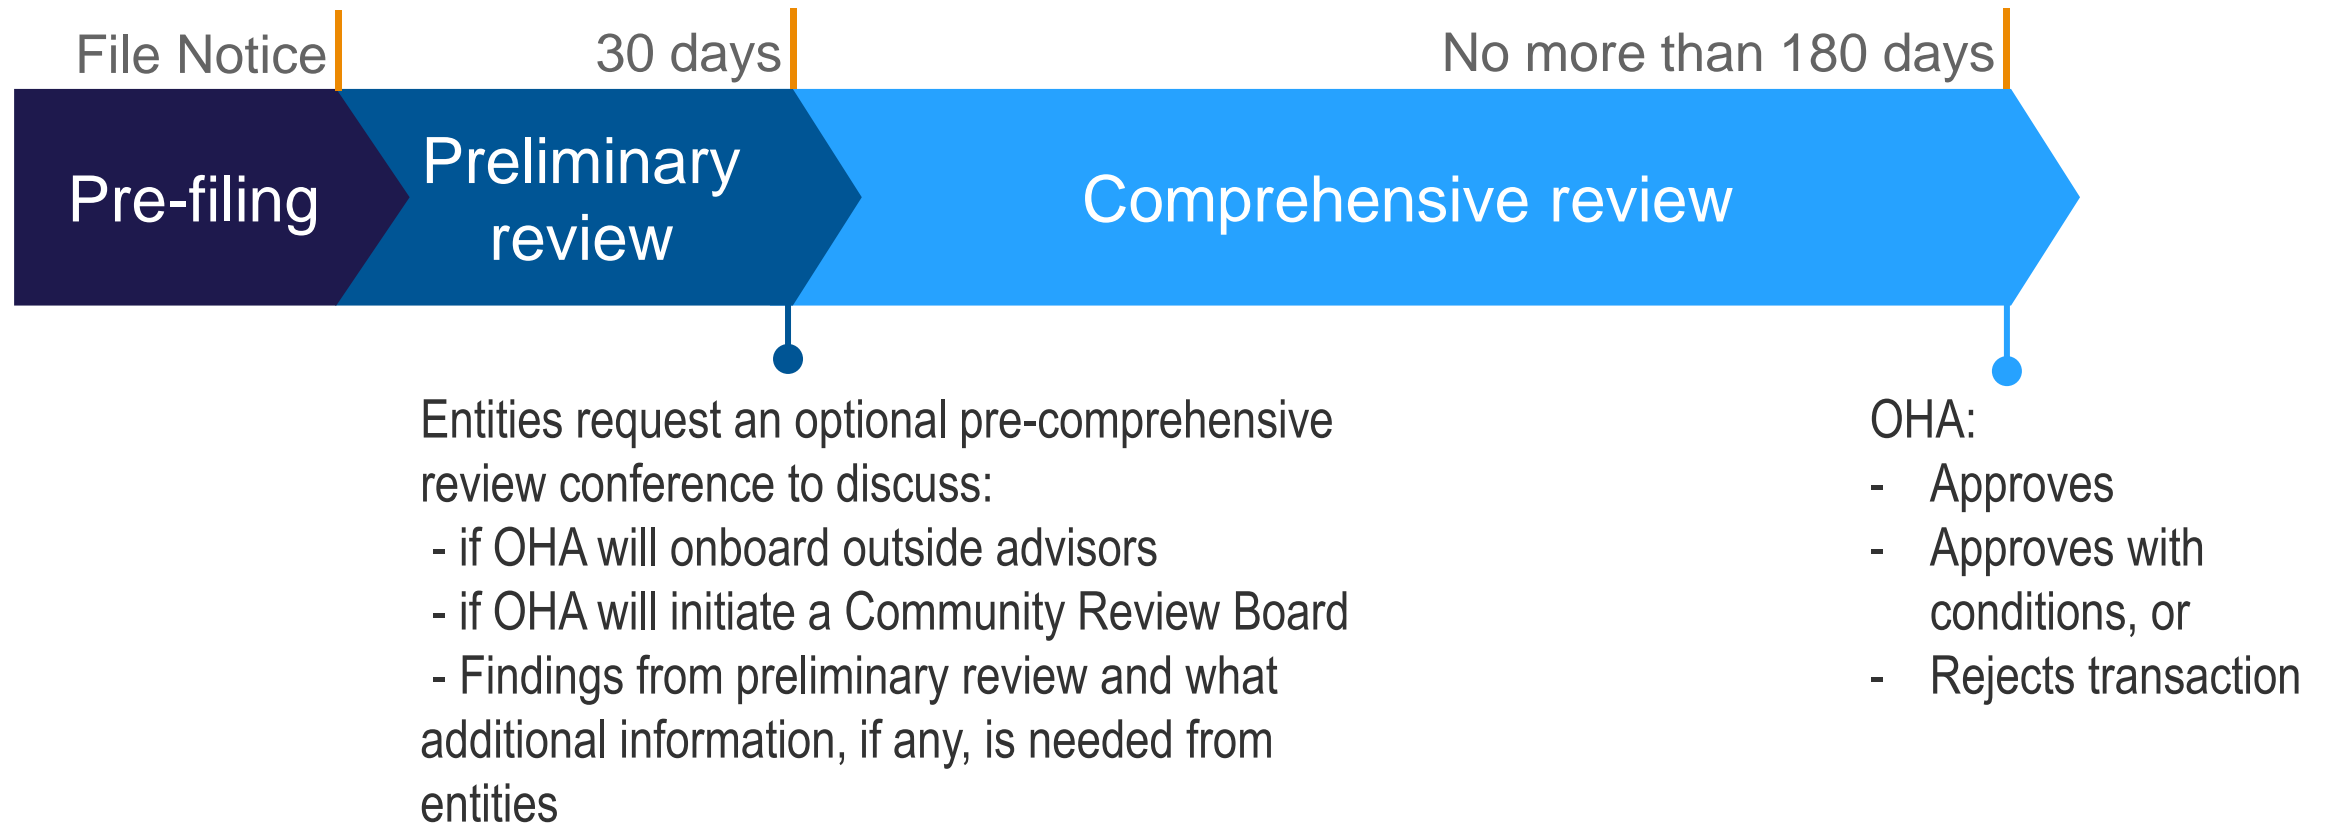 File Notice
30 days
No more than 180 days
Pre-filing
Preliminary
review
Comprehensive review
Entities request an optional pre-comprehensive
review conference to discuss:
- if OHA will onboard outside advisors
- if OHA will initiate a Community Review Board
- Findings from preliminary review and what
additional information, if any, is needed from
entities
OHA:
- Approves
- Approves with
conditions, or
- Rejects transaction